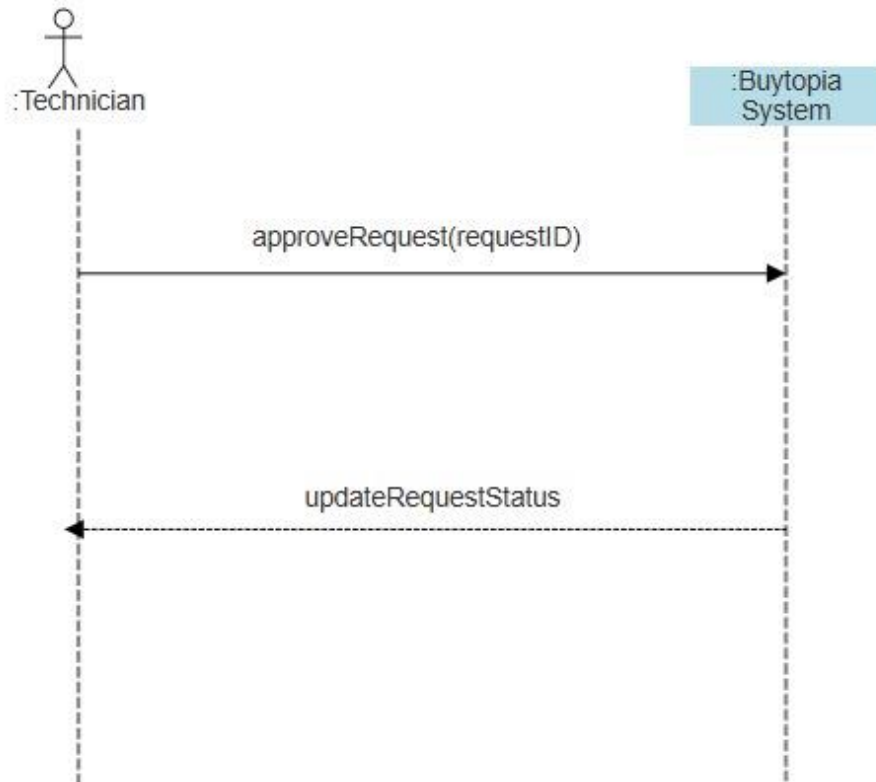 :Technician
:Buytopia
System
approveRequest(requestID)
updateRequestStatus